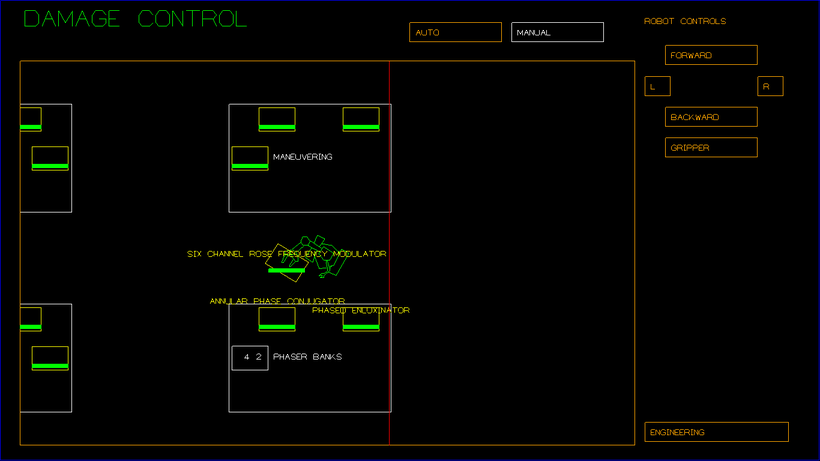 DAMAGE CONTROL
AUTO
MANUAL
ROBOT CONTROLS
FORWARD
L
R
BACKWARD
GRIPPER
MANEUVERING
SIX CHANNEL ROSE FREQUENCY MODULATOR
ANNULAR PHASE CONJUGATOR
PHASED ENLUXINATOR
4 2
PHASER BANKS
ENGINEERING